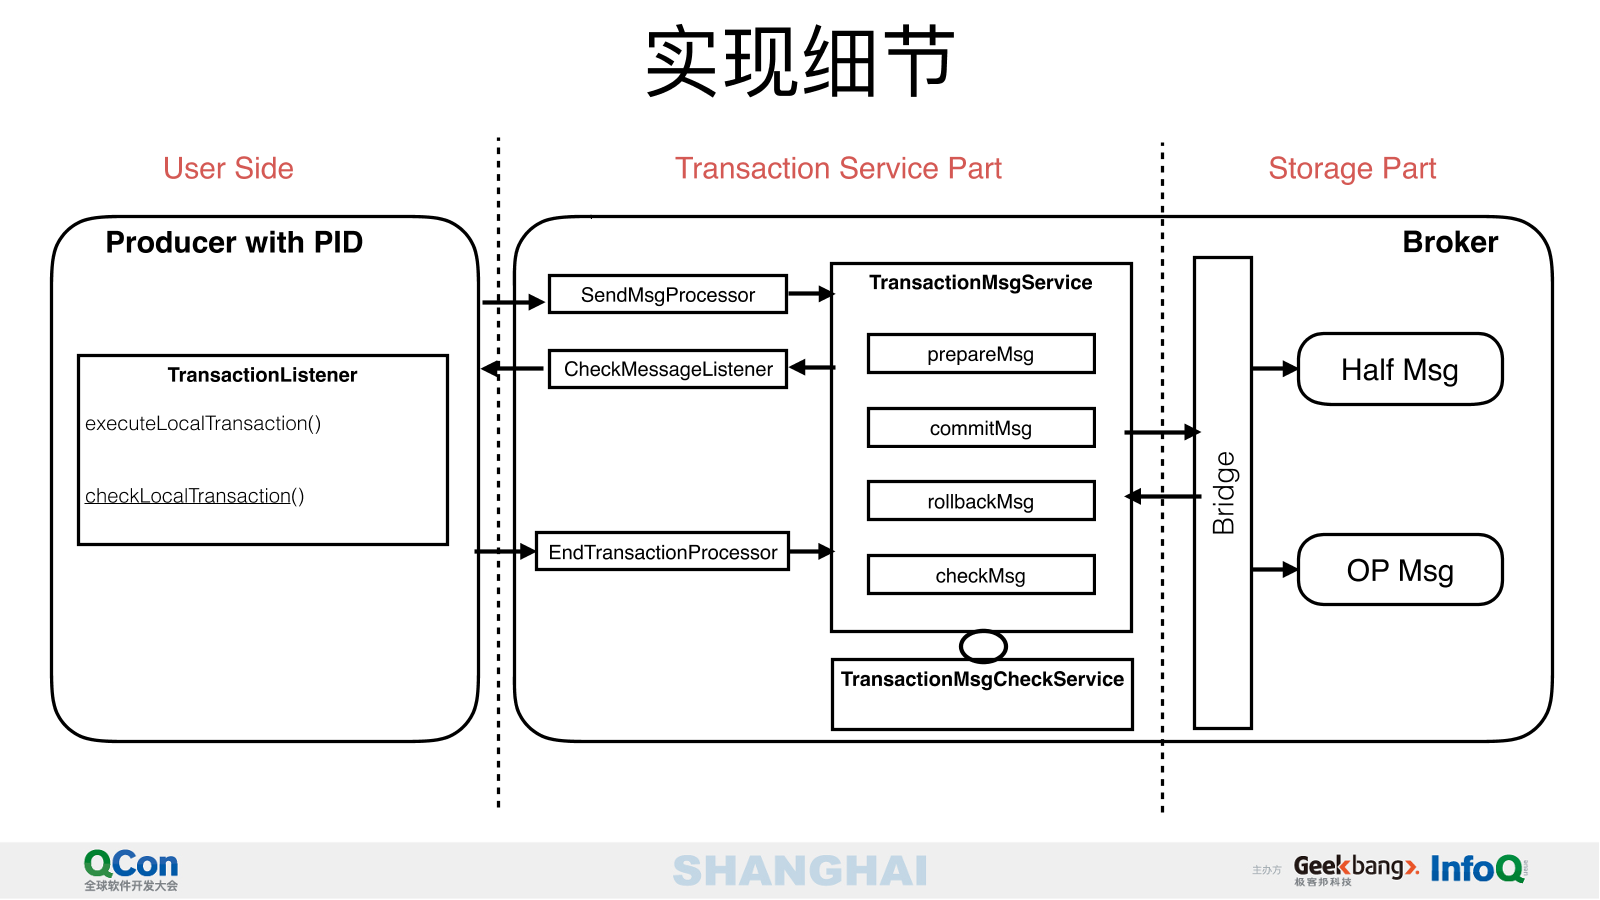 实现细节
User Side
Transaction Service Part
Storage Part
Producer with PID
Broker
SendMsgProcessor
TransactionMsgService
prepareMsg
CheckMessageListener
Half Msg
TransactionListener
executeLocalTransaction()
commitMsg
checkLocalTransaction()
rollbackMsg
Bridge
EndTransactionProcessor
checkMsg
OP Msg
TransactionMsgCheckService
QCon
全球软件开发大会
SHANGHAI
主办方
Geekbang
极客邦科技
InfoQ